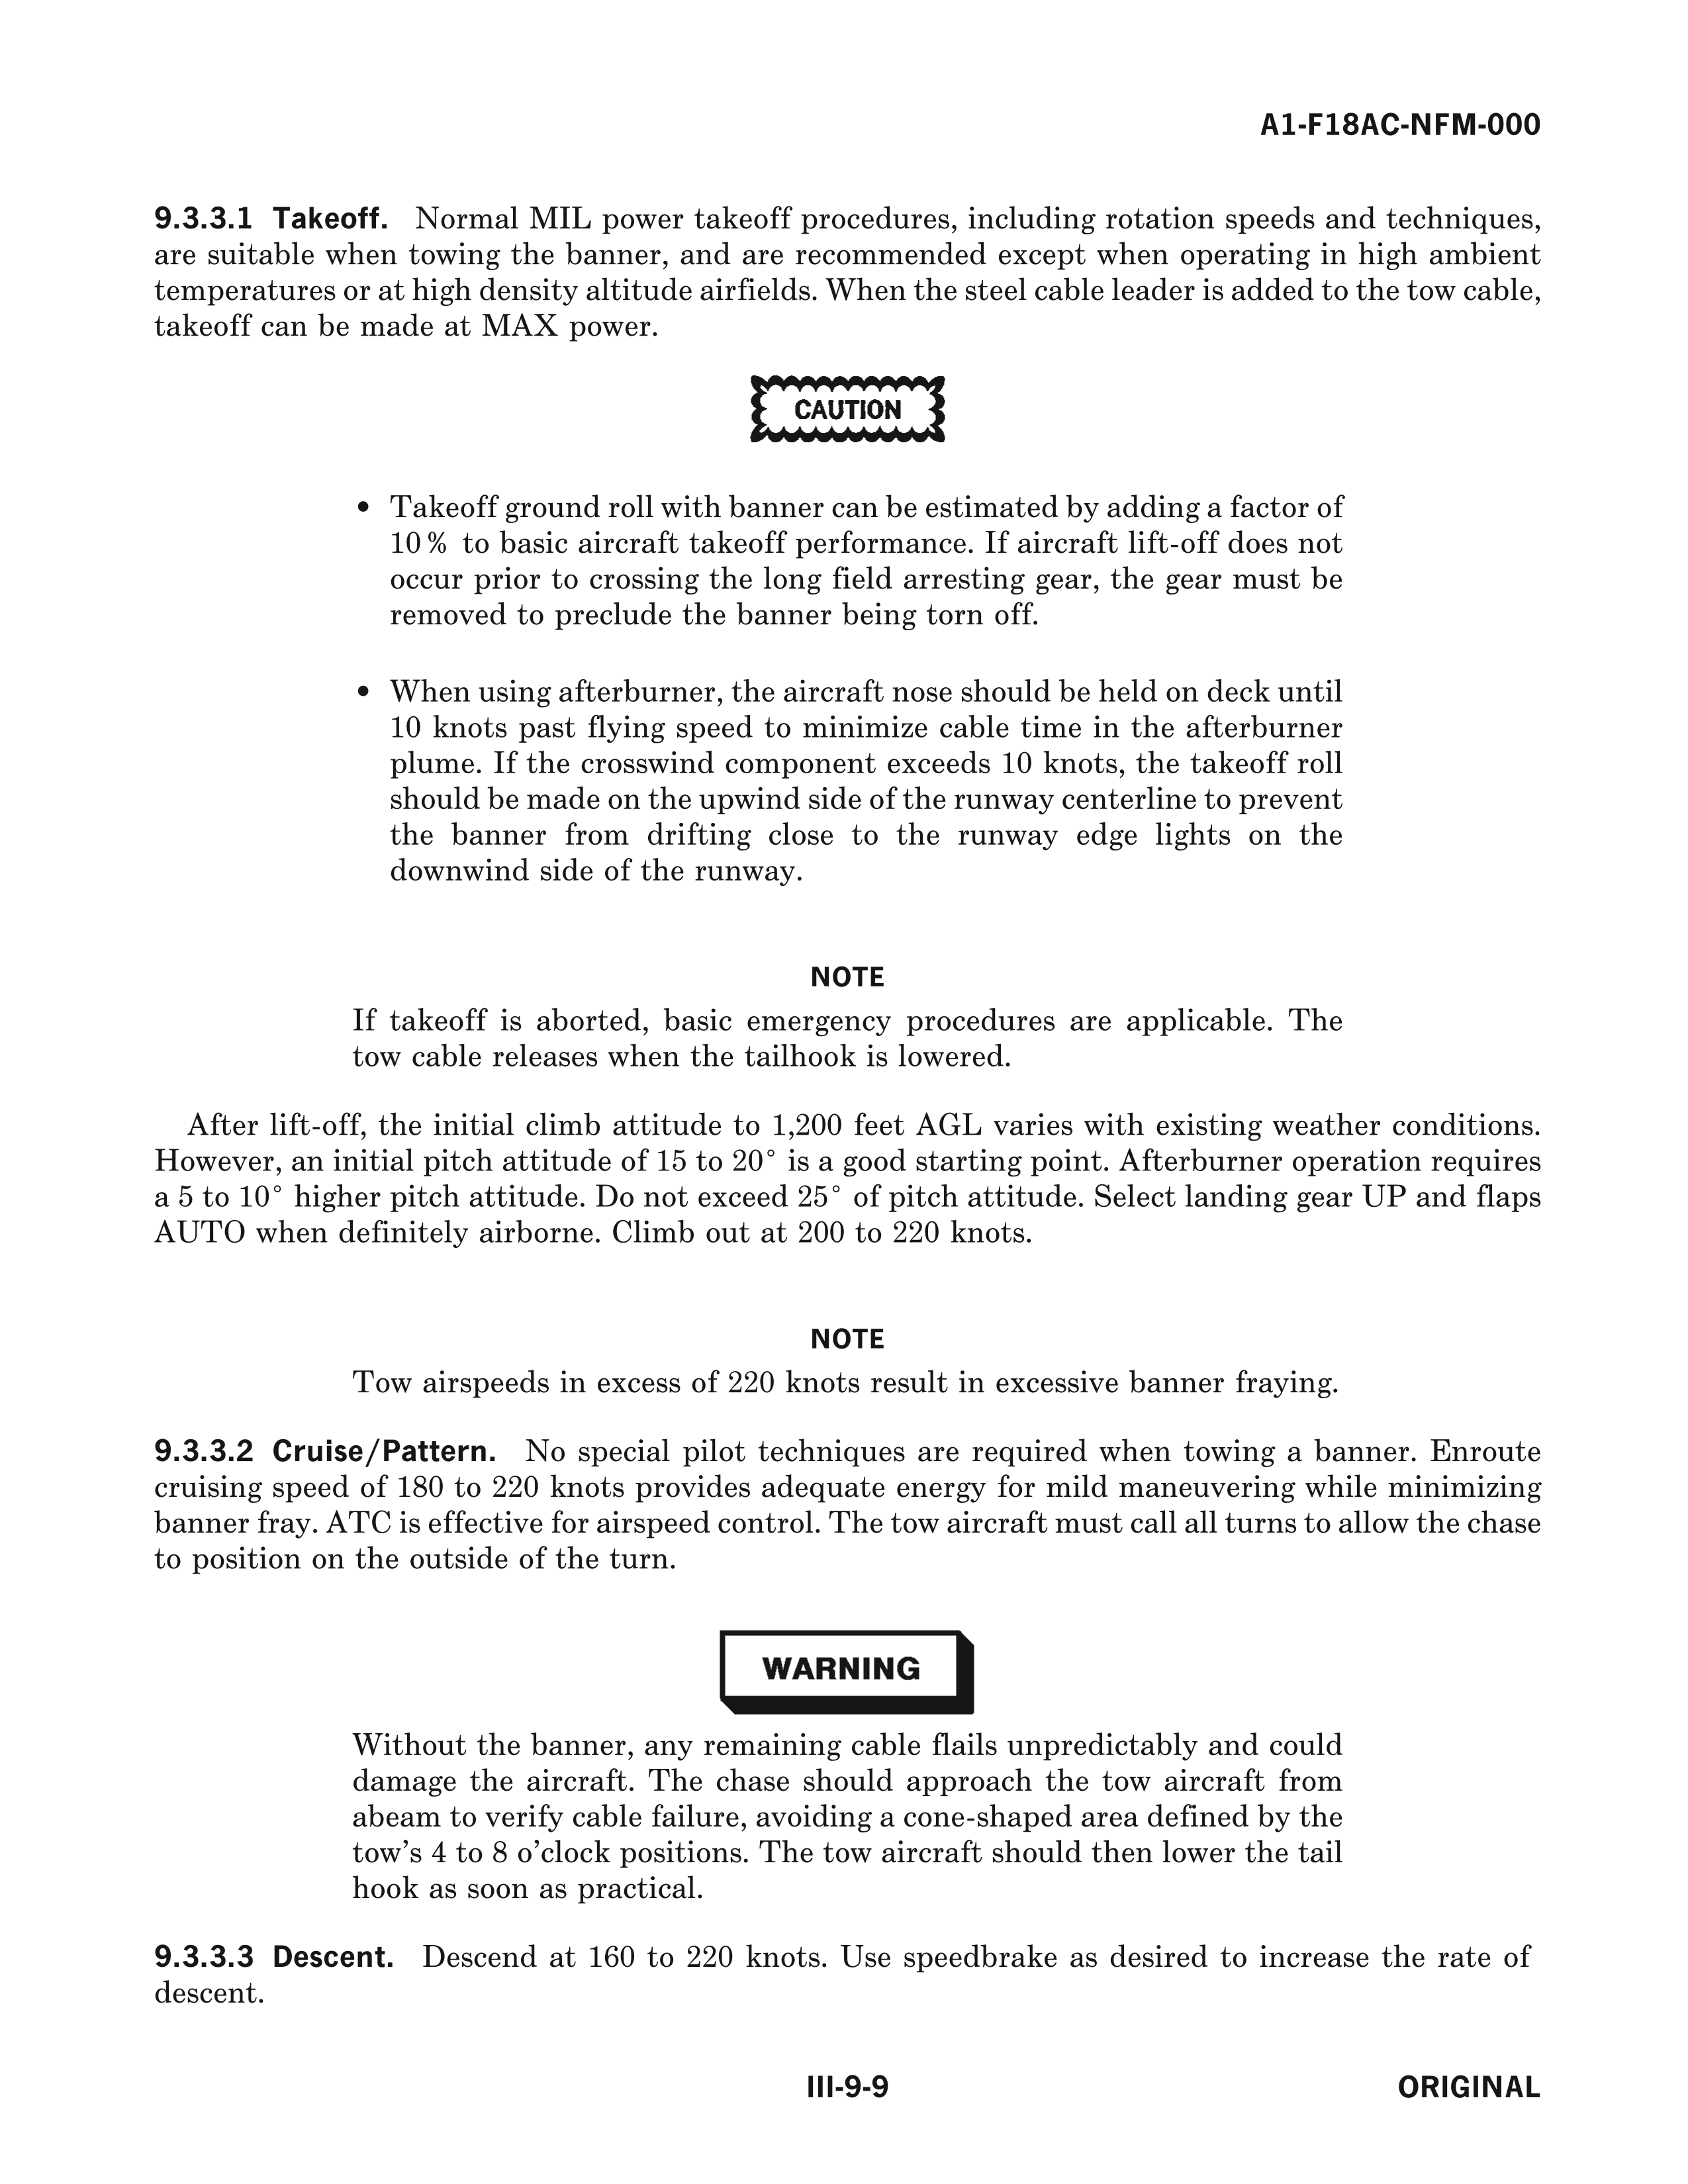 A1-F18AC-NFM-000
9.3.3.1 Takeoff. Normal MIL power takeoff procedures, including rotation speeds and techniques,
are suitable when towing the banner, and are recommended except when operating in high ambient
temperatures or at high density altitude airfields. When the steel cable leader is added to the tow cable,
takeoff can be made at MAX power.
CAUTION
• Takeoff ground roll with banner can be estimated by adding a factor of
10% to basic aircraft takeoff performance. If aircraft lift-off does not
occur prior to crossing the long field arresting gear, the gear must be
removed to preclude the banner being torn off.
• When using afterburner, the aircraft nose should be held on deck until
10 knots past flying speed to minimize cable time in the afterburner
plume. If the crosswind component exceeds 10 knots, the takeoff roll
should be made on the upwind side of the runway centerline to prevent
the banner from drifting close to the runway edge lights on the
downwind side of the runway.
NOTE
If takeoff is aborted, basic emergency procedures are applicable. The
tow cable releases when the tailhook is lowered.
After lift-off, the initial climb attitude to 1,200 feet AGL varies with existing weather conditions.
However, an initial pitch attitude of 15 to 20° is a good starting point. Afterburner operation requires
a 5 to 10° higher pitch attitude. Do not exceed 25° of pitch attitude. Select landing gear UP and flaps
AUTO when definitely airborne. Climb out at 200 to 220 knots.
NOTE
Tow airspeeds in excess of 220 knots result in excessive banner fraying.
9.3.3.2 Cruise/Pattern. No special pilot techniques are required when towing a banner. Enroute
cruising speed of 180 to 220 knots provides adequate energy for mild maneuvering while minimizing
banner fray. ATC is effective for airspeed control. The tow aircraft must call all turns to allow the chase
to position on the outside of the turn.
WARNING
Without the banner, any remaining cable flails unpredictably and could
damage the aircraft. The chase should approach the tow aircraft from
abeam to verify cable failure, avoiding a cone-shaped area defined by the
tow's 4 to 8 o'clock positions. The tow aircraft should then lower the tail
hook as soon as practical.
9.3.3.3 Descent. Descend at 160 to 220 knots. Use speedbrake as desired to increase the rate of
descent.
III-9-9
ORIGINAL